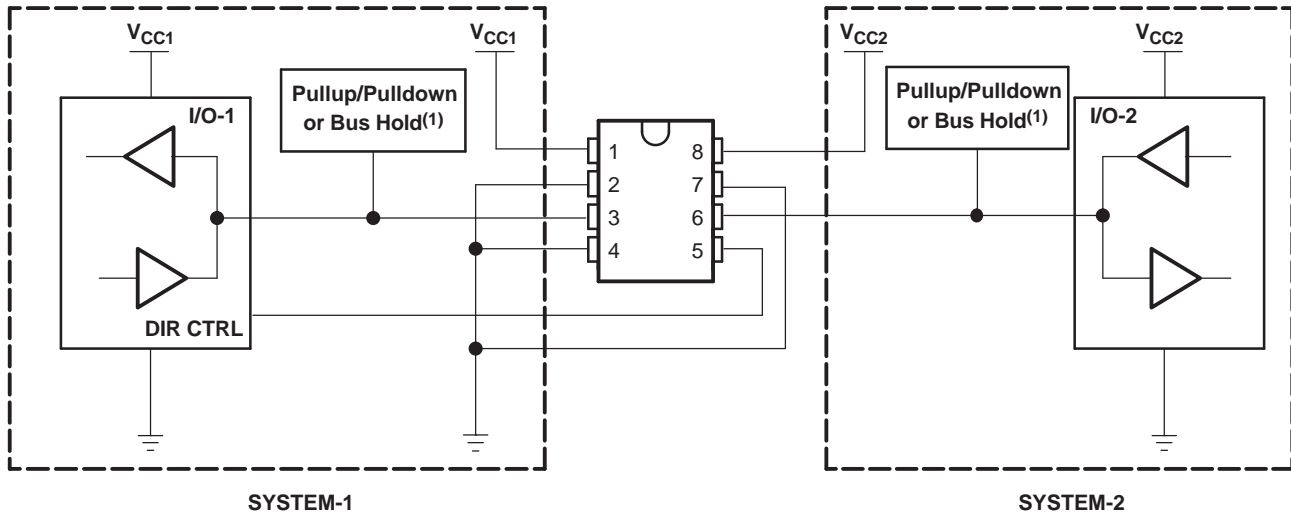 VCC1
VCC1
VCC2
VCC2
I/O-1
Pullup/Pulldown
or Bus Hold(1)
1
2
3
4
8
7
6
5
Pullup/Pulldown
or Bus Hold(1)
I/O-2
DIR CTRL
SYSTEM-1
SYSTEM-2